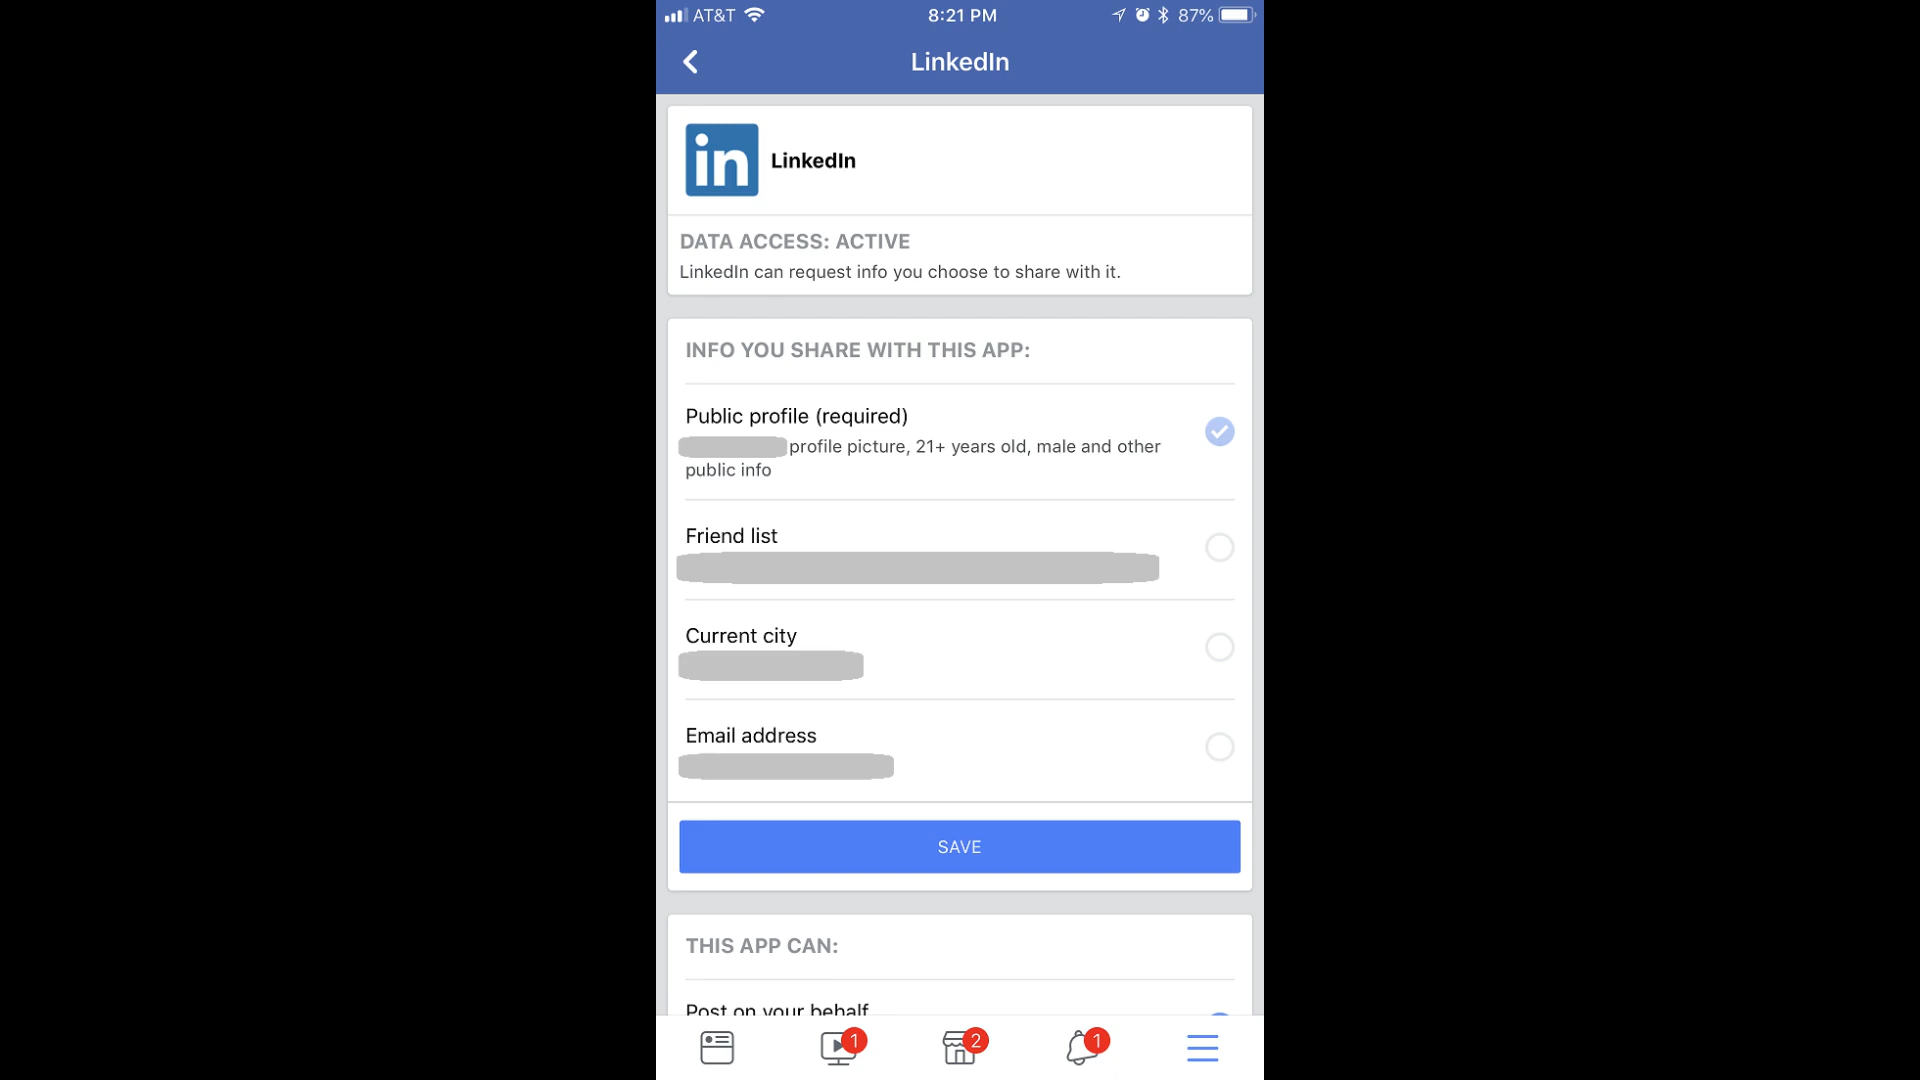 AT&T 8:21 PM 87%
LinkedIn
in LinkedIn
DATA ACCESS: ACTIVE
LinkedIn can request info you choose to share with it.
INFO YOU SHARE WITH THIS APP:
Public profile (required)
profile picture, 21+ years old, male and other
public info
Friend list
Current city
Email address
SAVE
THIS APP CAN:
Post on your behalf
1 2 1